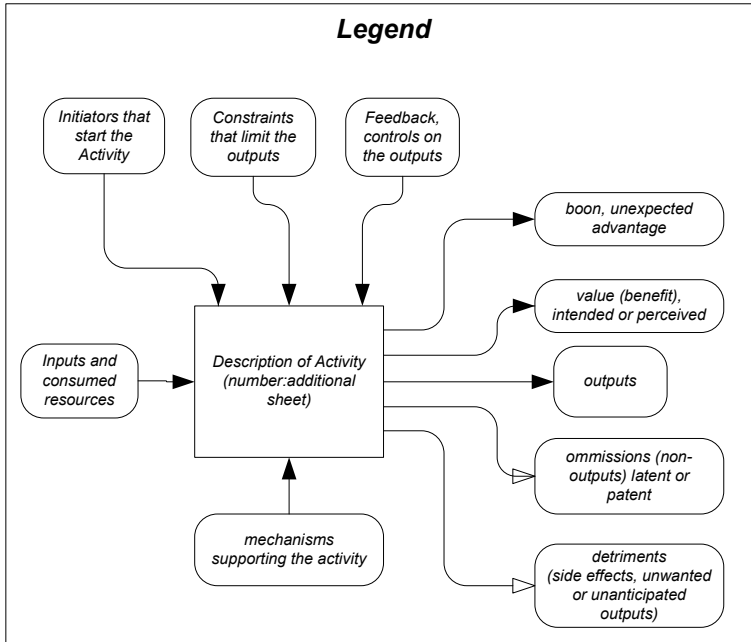 Legend
Initiators that
start the
Activity
Constraints
that limit the
outputs
Feedback,
controls on
the outputs
boon, unexpected
advantage
value (benefit),
intended or perceived
Inputs and
consumed
resources
Description of Activity
(number:additional
sheet)
outputs
ommissions (non-
outputs) latent or
patent
mechanisms
supporting the activity
detriments
(side effects, unwanted
or unanticipated
outputs)